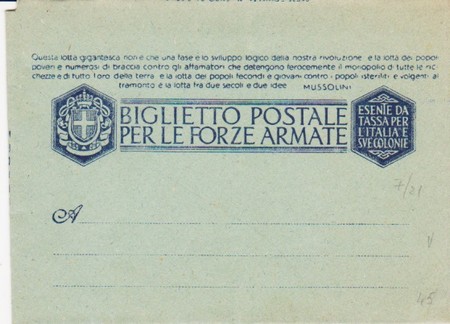 Questa lotta gigantesca non è che una fase e lo sviluppo logico della nostra rivoluzione e la lotta dei popoli
poveri e numerosi di braccia contro gli affamatori che detengono ferocemente il monopolio di tutte le ric-
chezze e di tutto l'oro della terra e la lotta dei popoli fecondi e giovani contro i popoli isteriliti e volgenti al
tramonto e la lotta tra due secoli e due idee MUSSOLINI
BIGLIETTO POSTALE
PER LE FORZE ARMATE
ESENTE DA
TASSA PER
L'ITALIA E
SVE COLONIE
7/21
A
V
45